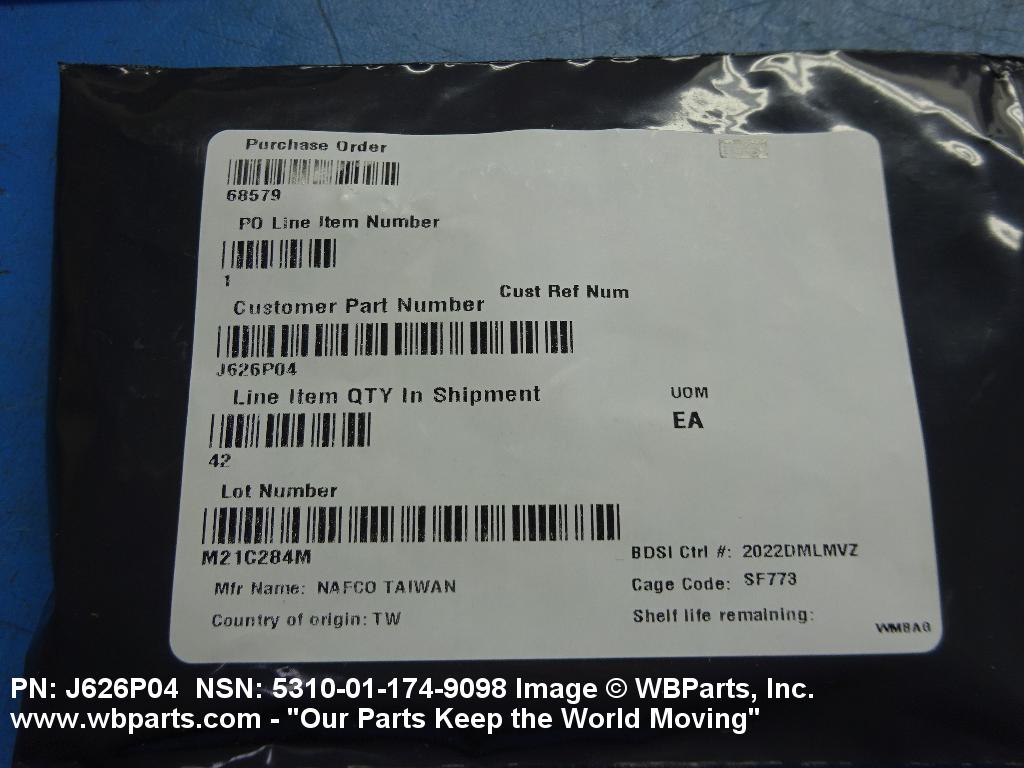 Purchase Order
68579
PO Line Item Number
1
Cust Ref Num
Customer Part Number
J626P04
Line Item QTY In Shipment
UOM
EA
42
Lot Number
M21C284M
BDSI Ctrl #: 2022DMLMVZ
Mfr Name: NAFCO TAIWAN
Cage Code: SF773
Country of origin: TW
Shelf life remaining:
WMBAG
PN: J626P04 NSN: 5310-01-174-9098 Image © WBParts, Inc.
www.wbparts.com - "Our Parts Keep the World Moving"